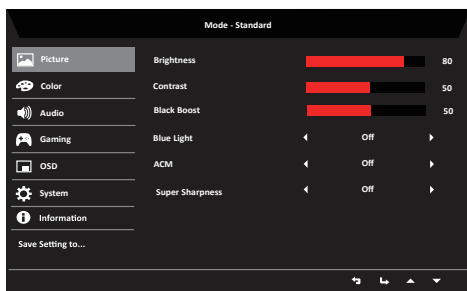 Mode - Standard
Picture
Brightness 80
Color
Contrast 50
Audio
Black Boost 50
Gaming
Blue Light Off
OSD
ACM Off
System
Super Sharpness Off
Information
Save Setting to...